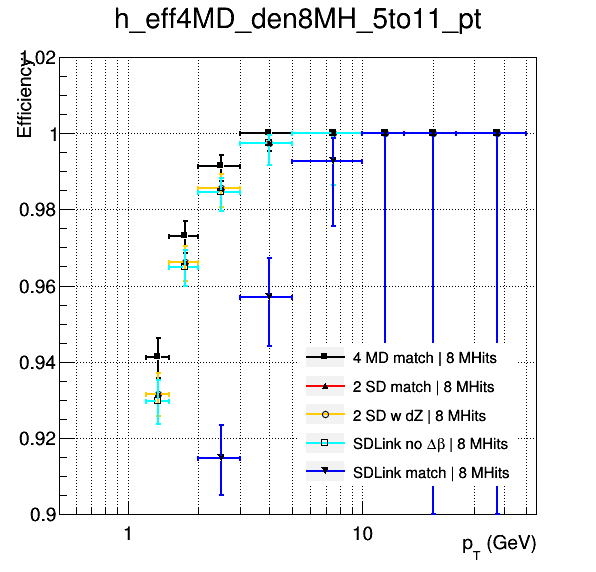 h_eff4MD_den8MH_5to11_pt
Efficiency
1.02
1
0.98
0.96
0.94
0.92
0.9
4 MD match | 8 MHits
2 SD match | 8 MHits
2 SD w dZ | 8 MHits
SDLink no Δβ | 8 MHits
SDLink match | 8 MHits
1
10
p_T (GeV)